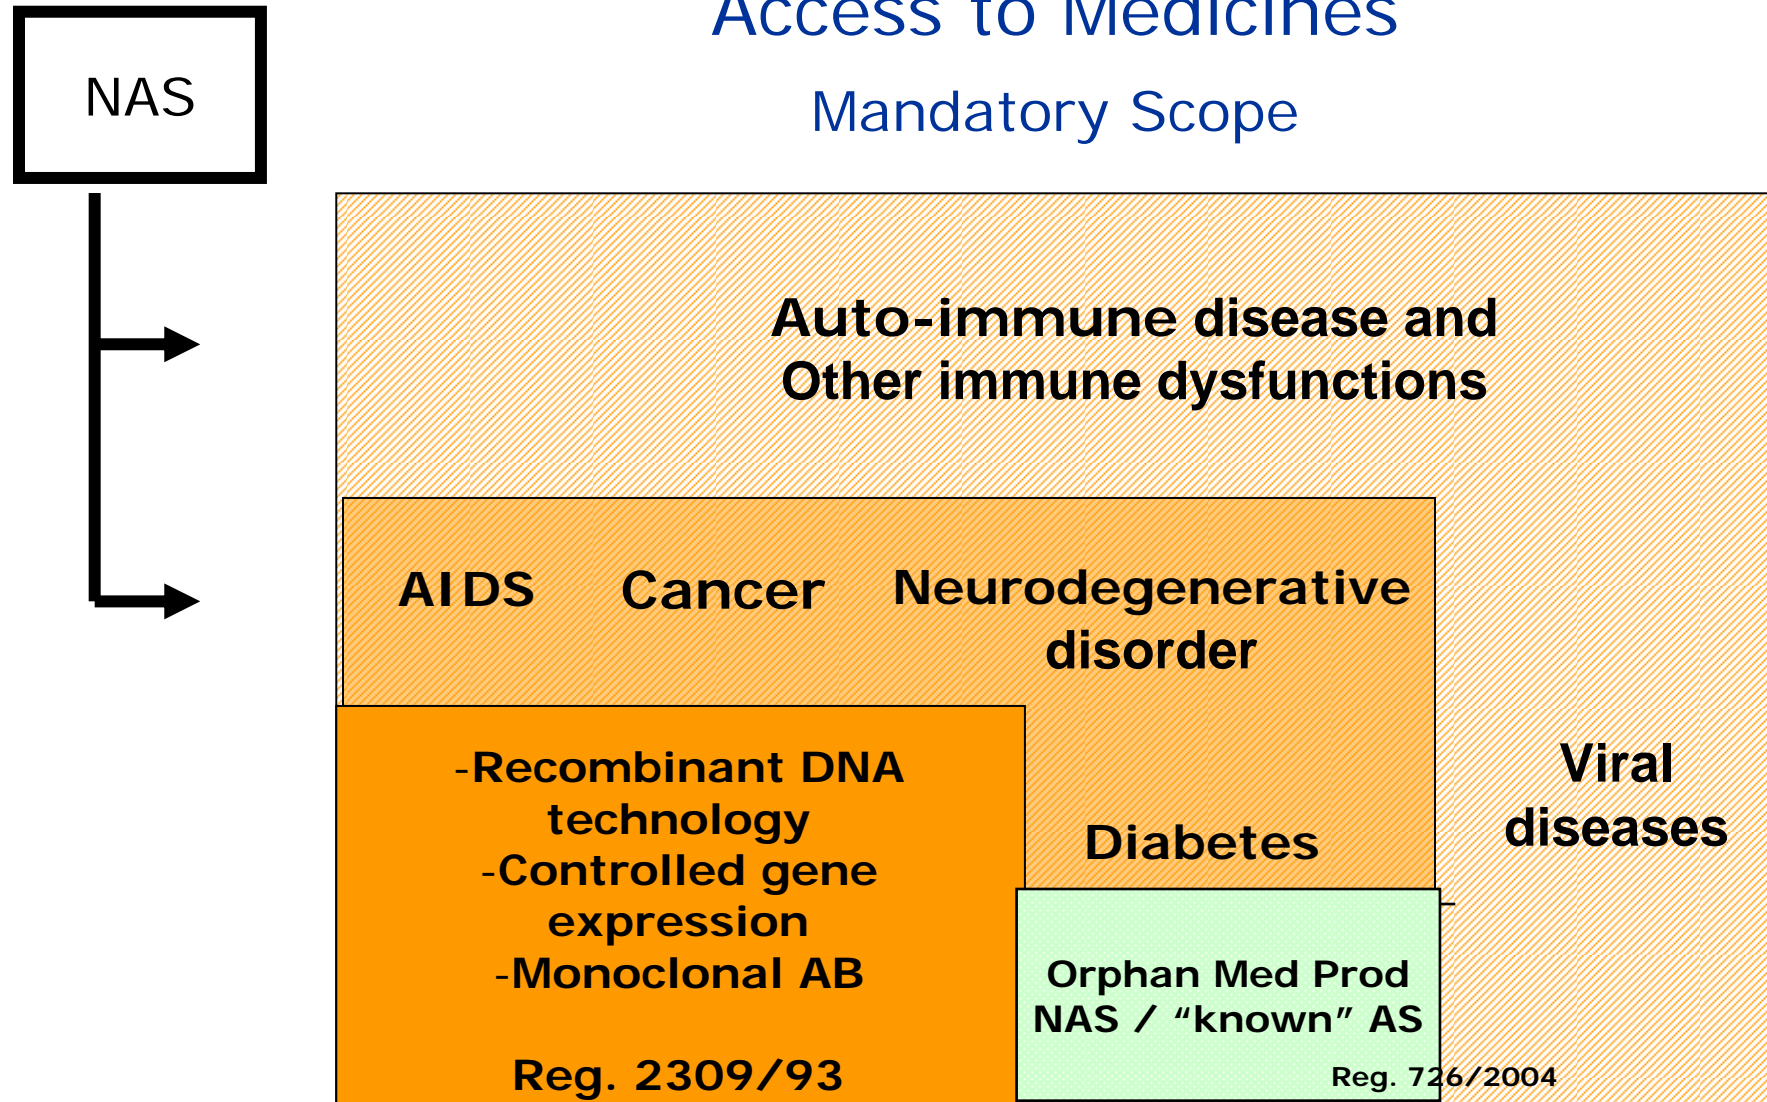 Access to Medicines
NAS
Mandatory Scope
Auto-immune disease and
Other immune dysfunctions
AIDS Cancer Neurodegenerative
disorder
-Recombinant DNA
technology
-Controlled gene
expression
-Monoclonal AB
Reg. 2309/93
Diabetes
Viral
diseases
Orphan Med Prod
NAS / “known” AS
Reg. 726/2004